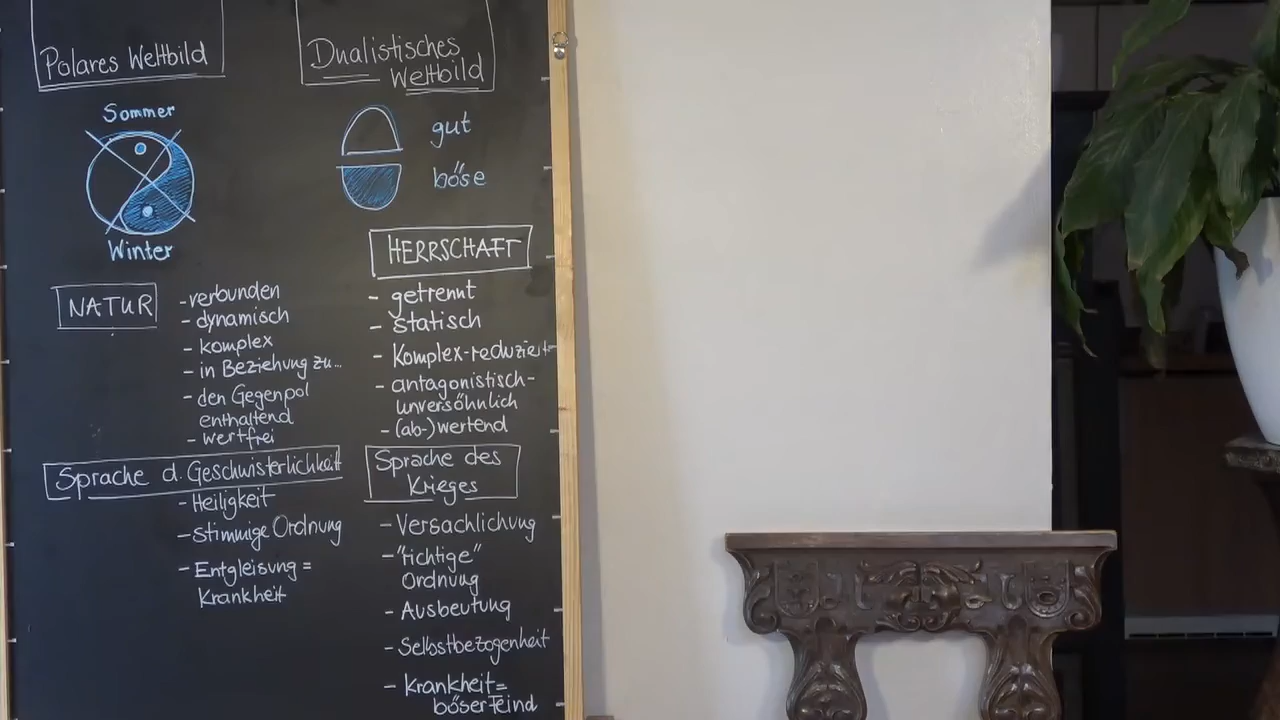 Polares Weltbild
Sommer
Winter
NATUR
- verbunden
- dynamisch
- komplex
- in Beziehung zu...
- den Gegenpol
enthaltend
- wertfrei
Sprache d. Geschwisterlichkeit
- Heiligkeit
- Stimmige Ordnung
- Entgleisung =
Krankheit
Dualistisches
Weltbild
gut
böse
HERRSCHAFT
- getrennt
- statisch
- Komplex-reduziert
- antagonistisch-
unversöhnlich
- (ab-)wertend
Sprache des
Krieges
- Versachlichung
- "richtige"
Ordnung
- Ausbeutung
- Selbstbezogenheit
- Krankheit =
böser Feind